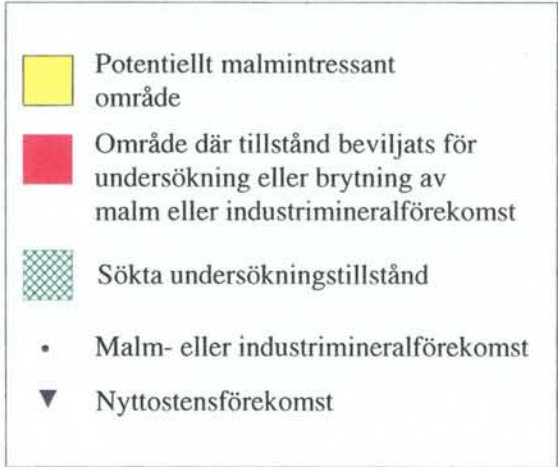 Potentiellt malmintressant
område
Område där tillstånd beviljats för
undersökning eller brytning av
malm eller industrimineralförekomst
Sökta undersökningstillstånd
Malm- eller industrimineralförekomst
Nyttostensförekomst